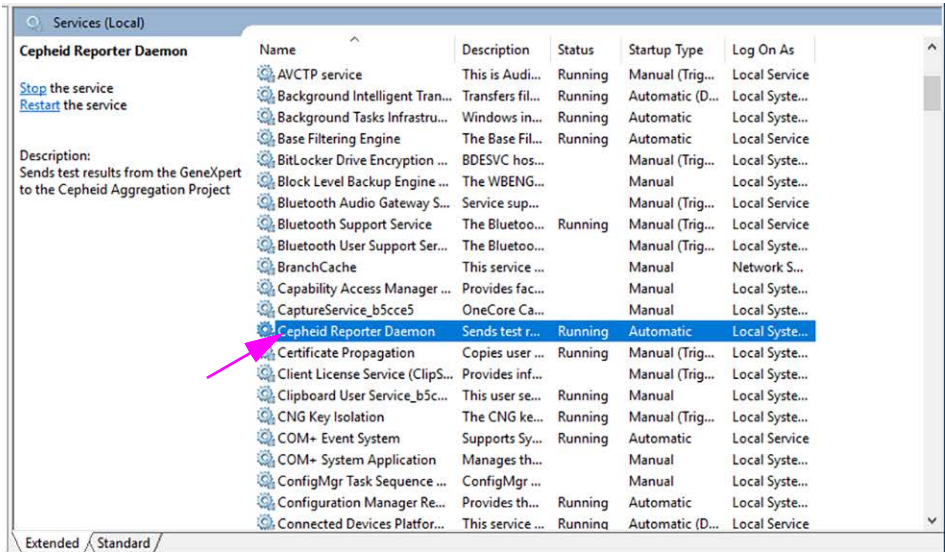 Services (Local)
Cepheid Reporter Daemon
Stop the service
Restart the service
Description:
Sends test results from the GeneXpert
to the Cepheid Aggregation Project
Name Description Status Startup Type Log On As
AVCTP service This is Audi... Running Manual (Trig... Local Service
Background Intelligent Tran... Transfers fil... Running Automatic (D... Local Syste...
Background Tasks Infrastru... Windows in... Running Automatic Local Syste...
Base Filtering Engine The Base Fil... Running Automatic Local Service
BitLocker Drive Encryption ... BDESVC hos... Manual (Trig... Local Syste...
Block Level Backup Engine ... The WBENG... Manual Local Syste...
Bluetooth Audio Gateway S... Service sup... Manual (Trig... Local Service
Bluetooth Support Service The Bluetoo... Running Manual (Trig... Local Service
Bluetooth User Support Ser... The Bluetoo... Manual (Trig... Local Syste...
BranchCache This service ... Manual Network S...
Capability Access Manager ... Provides fac... Manual Local Syste...
CaptureService_b5cce5 OneCore Ca... Manual Local Syste...
Cepheid Reporter Daemon Sends test r... Running Automatic Local Syste...
Certificate Propagation Copies user ... Running Manual (Trig... Local Syste...
Client License Service (ClipS... Provides inf... Manual (Trig... Local Syste...
Clipboard User Service_b5c... This user se... Running Manual Local Syste...
CNG Key Isolation The CNG ke... Running Manual (Trig... Local Syste...
COM+ Event System Supports Sy... Running Automatic Local Service
COM+ System Application Manages th... Manual Local Syste...
ConfigMgr Task Sequence ... ConfigMgr ... Manual Local Syste...
Configuration Manager Re... Provides th... Running Automatic Local Syste...
Connected Devices Platfor... This service ... Running Automatic (D... Local Service
Extended Standard